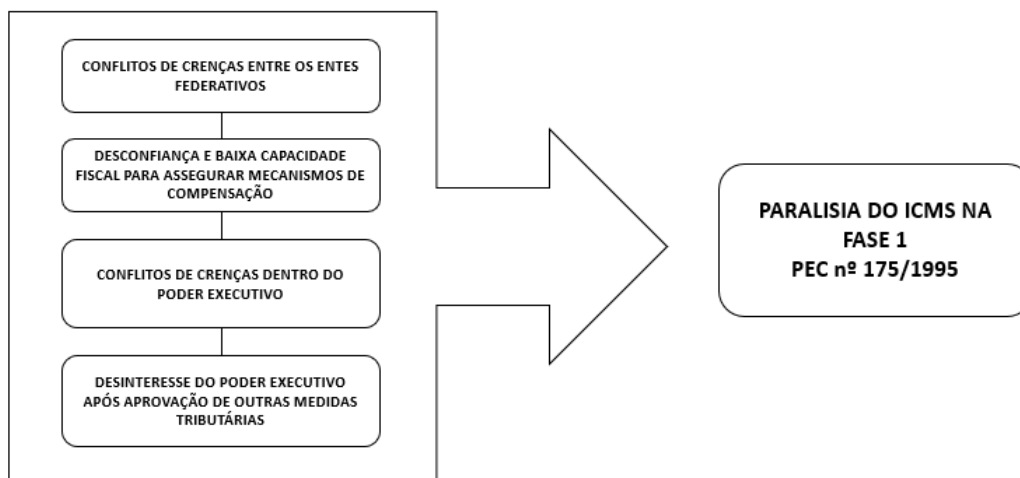 CONFLITOS DE CRENÇAS ENTRE OS ENTES
FEDERATIVOS
DESCONFIANÇA E BAIXA CAPACIDADE
FISCAL PARA ASSEGURAR MECANISMOS DE
COMPENSAÇÃO
CONFLITOS DE CRENÇAS DENTRO DO
PODER EXECUTIVO
DESINTERESSE DO PODER EXECUTIVO
APÓS APROVAÇÃO DE OUTRAS MEDIDAS
TRIBUTÁRIAS
PARALISIA DO ICMS NA
FASE 1
PEC nº 175/1995